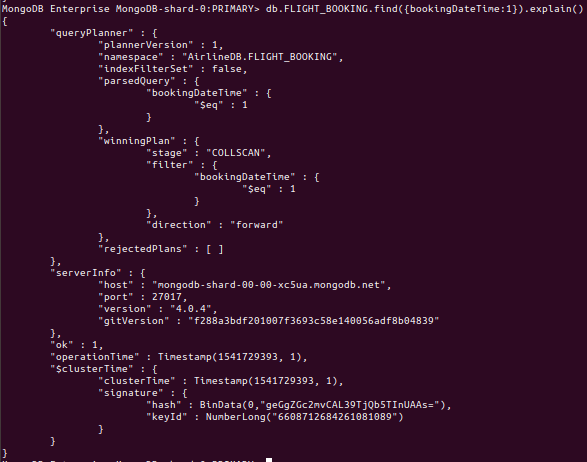 MongoDB Enterprise MongoDB-shard-0:PRIMARY> db.FLIGHT_BOOKING.find({bookingDateTime:1}).explain()
{
"queryPlanner" : {
"plannerVersion" : 1,
"namespace" : "AirlineDB.FLIGHT_BOOKING",
"indexFilterSet" : false,
"parsedQuery" : {
"bookingDateTime" : {
"$eq" : 1
}
},
"winningPlan" : {
"stage" : "COLLSCAN",
"filter" : {
"bookingDateTime" : {
"$eq" : 1
}
},
"direction" : "forward"
},
"rejectedPlans" : [ ]
},
"serverInfo" : {
"host" : "mongodb-shard-00-00-xc5ua.mongodb.net",
"port" : 27017,
"version" : "4.0.4",
"gitVersion" : "f288a3bdf201007f3693c58e140056adf8b04839"
},
"ok" : 1,
"operationTime" : Timestamp(1541729393, 1),
"$clusterTime" : {
"clusterTime" : Timestamp(1541729393, 1),
"signature" : {
"hash" : BinData(0,"geGgZGc2mvCAL39TjQb5TInUAAs="),
"keyId" : NumberLong("6608712684261081089")
}
}
}